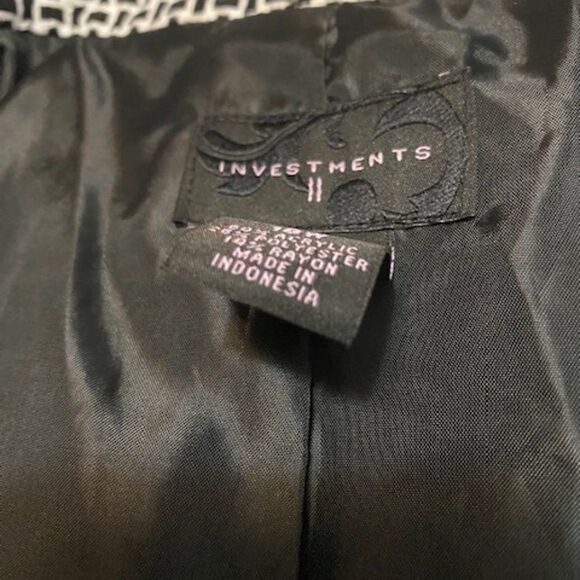 INVESTMENTS
II
ACRYLIC
POLYESTER
RAYON
MADE IN
INDONESIA